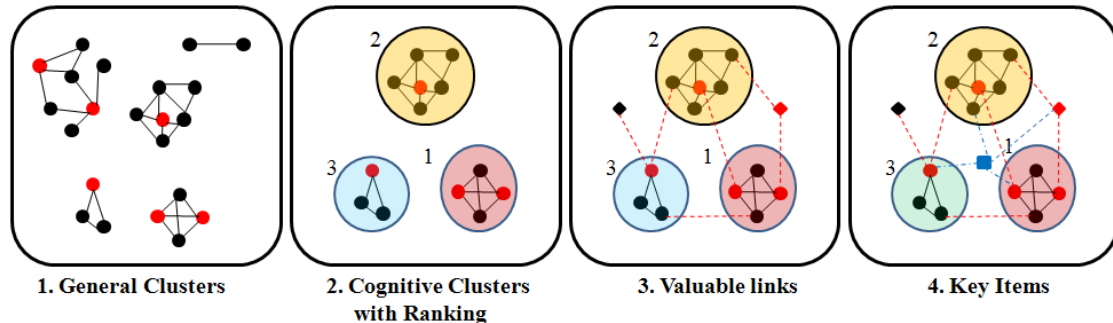 2
1
3
2
1
3
2
1
3
1. General Clusters
2. Cognitive Clusters
with Ranking
3. Valuable links
4. Key Items